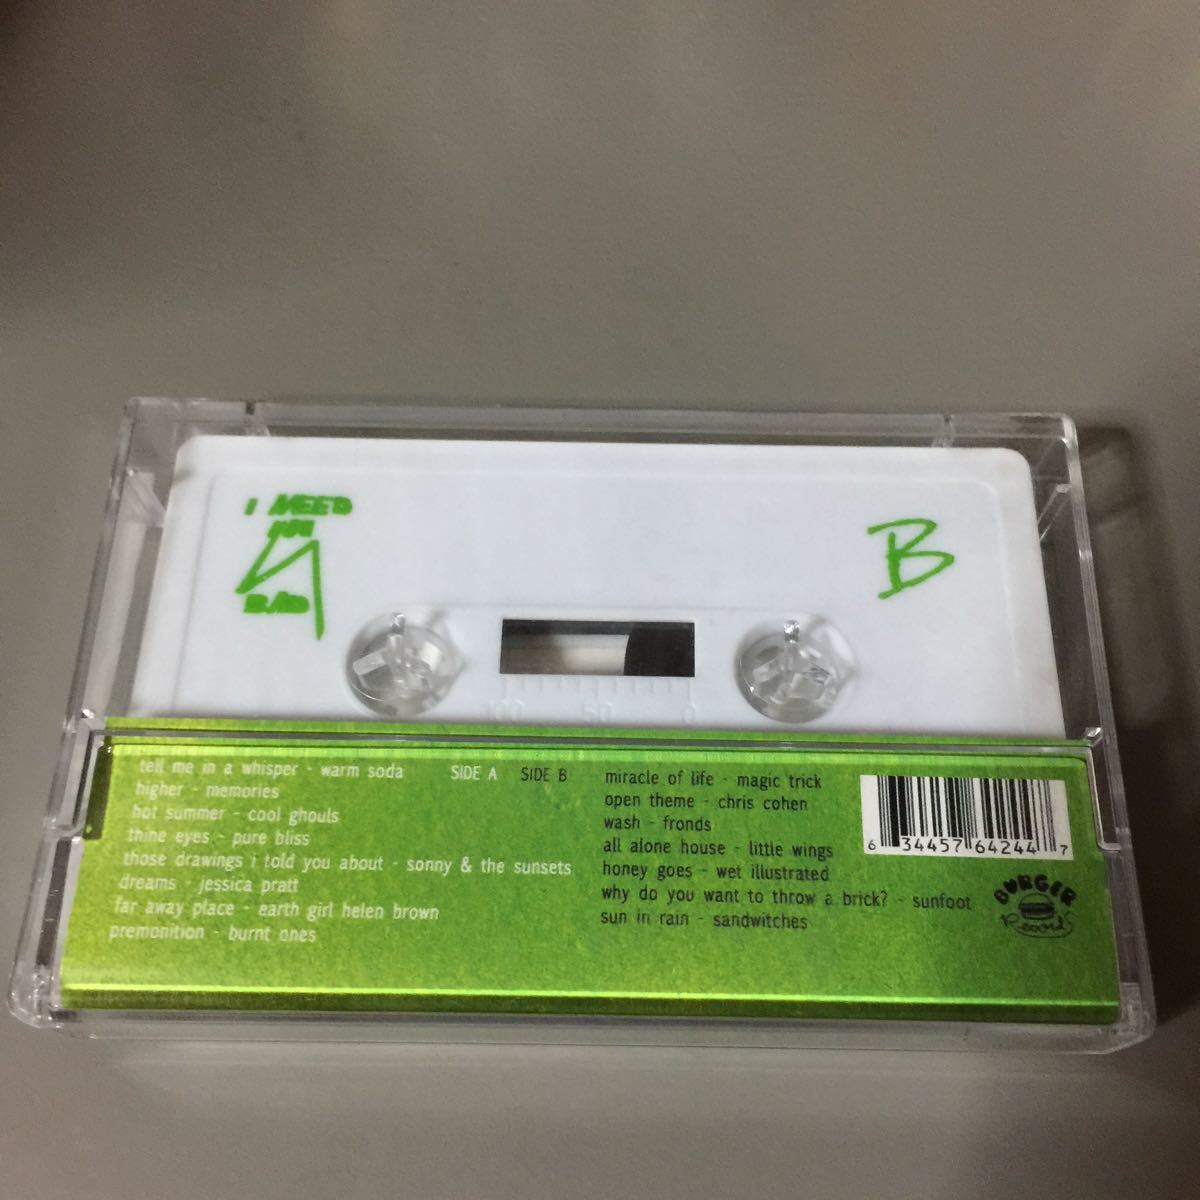 I NEED
YOU
BAD
B
100 50 0
tell me in a whisper - warm soda
higher - memories
hot summer - cool ghouls
thine eyes - pure bliss
those drawings i told you about - sonny & the sunsets
dreams - jessica pratt
far away place - earth girl helen brown
premonition - burnt ones
SIDE A SIDE B
miracle of life - magic trick
open theme - chris cohen
wash - fronds
all alone house - little wings
honey goes - wet illustrated
why do you want to throw a brick? - sunfoot
sun in rain - sandwitches
6 34457 64244 7
BURGER
Records